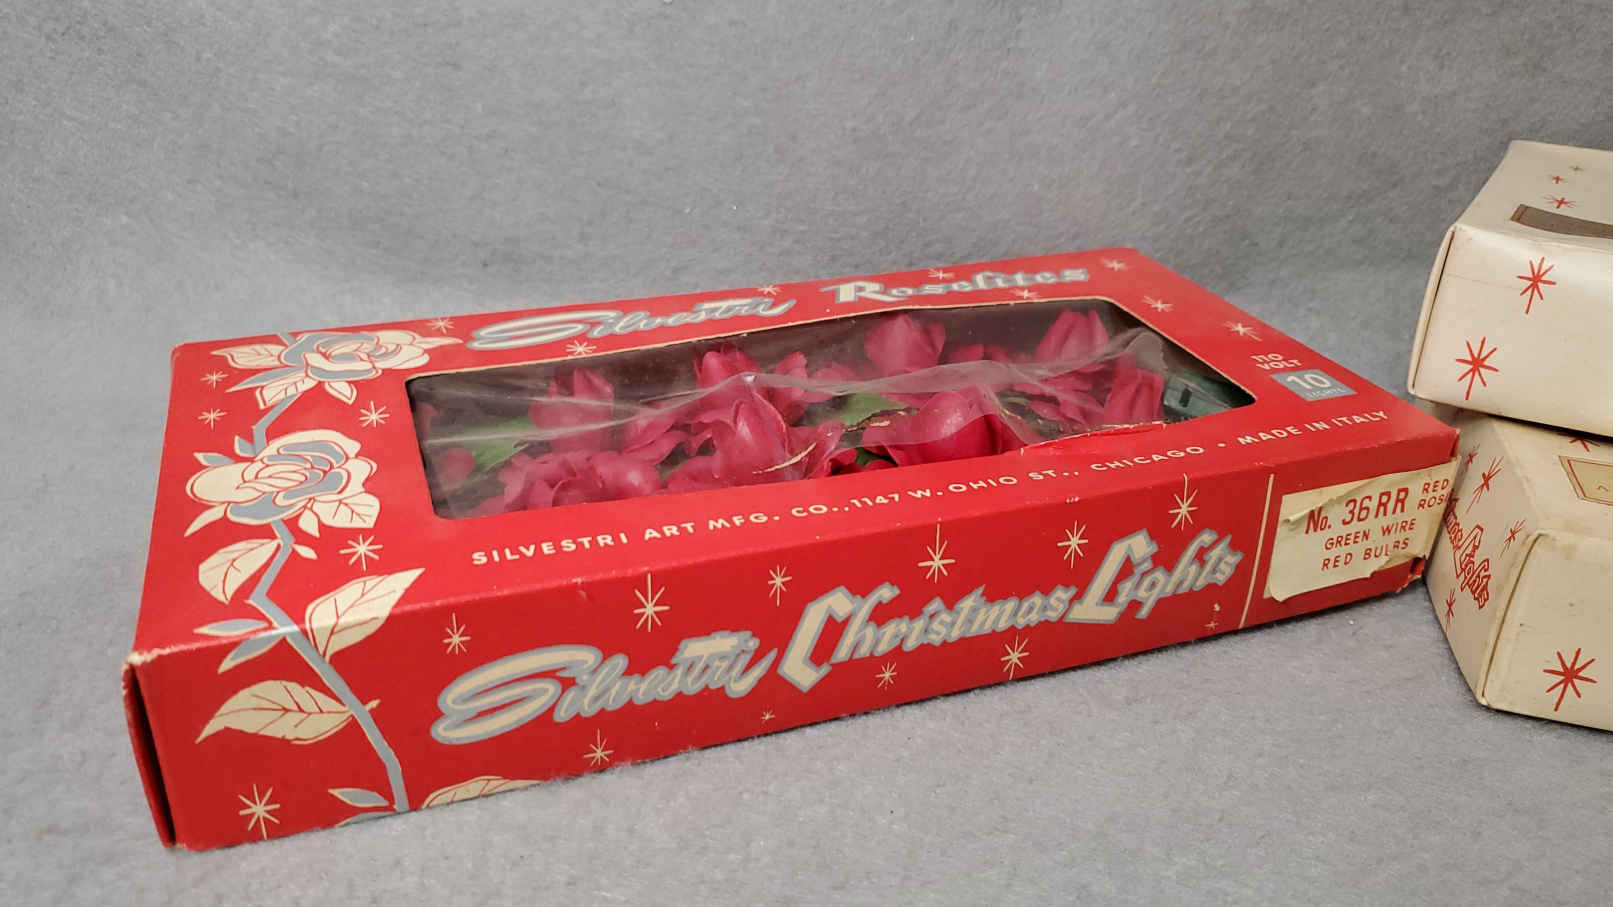 Silvestri Roselites
110
VOLT
10
LIGHTS
SILVESTRI ART MFG. CO., 1147 W. OHIO ST., CHICAGO • MADE IN ITALY
Silvestri Christmas Lights
No. 36RR RED
GREEN WIRE
RED BULBS
Lights